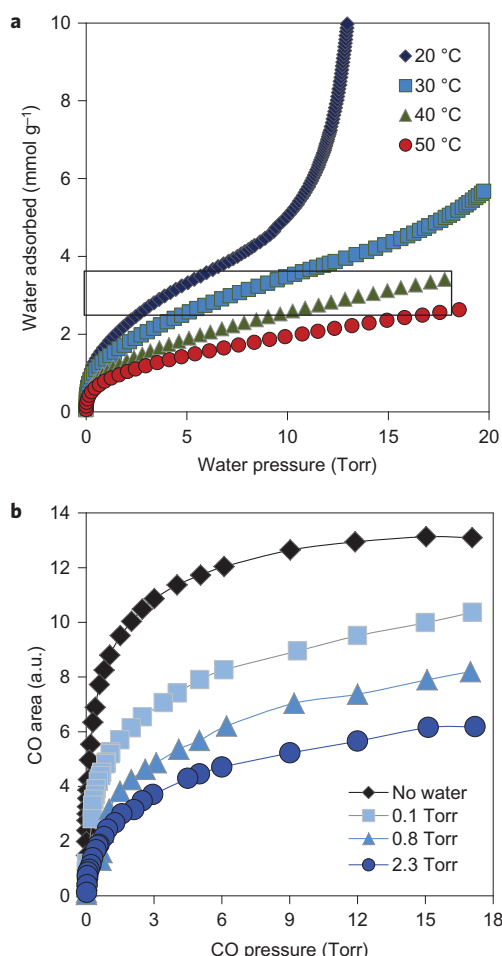 a
10
8
6
4
2
0
Water adsorbed (mmol g⁻¹)
20 °C
30 °C
40 °C
50 °C
0 5 10 15 20
Water pressure (Torr)
b
14
12
10
8
6
4
2
0
CO area (a.u.)
No water
0.1 Torr
0.8 Torr
2.3 Torr
0 3 6 9 12 15 18
CO pressure (Torr)